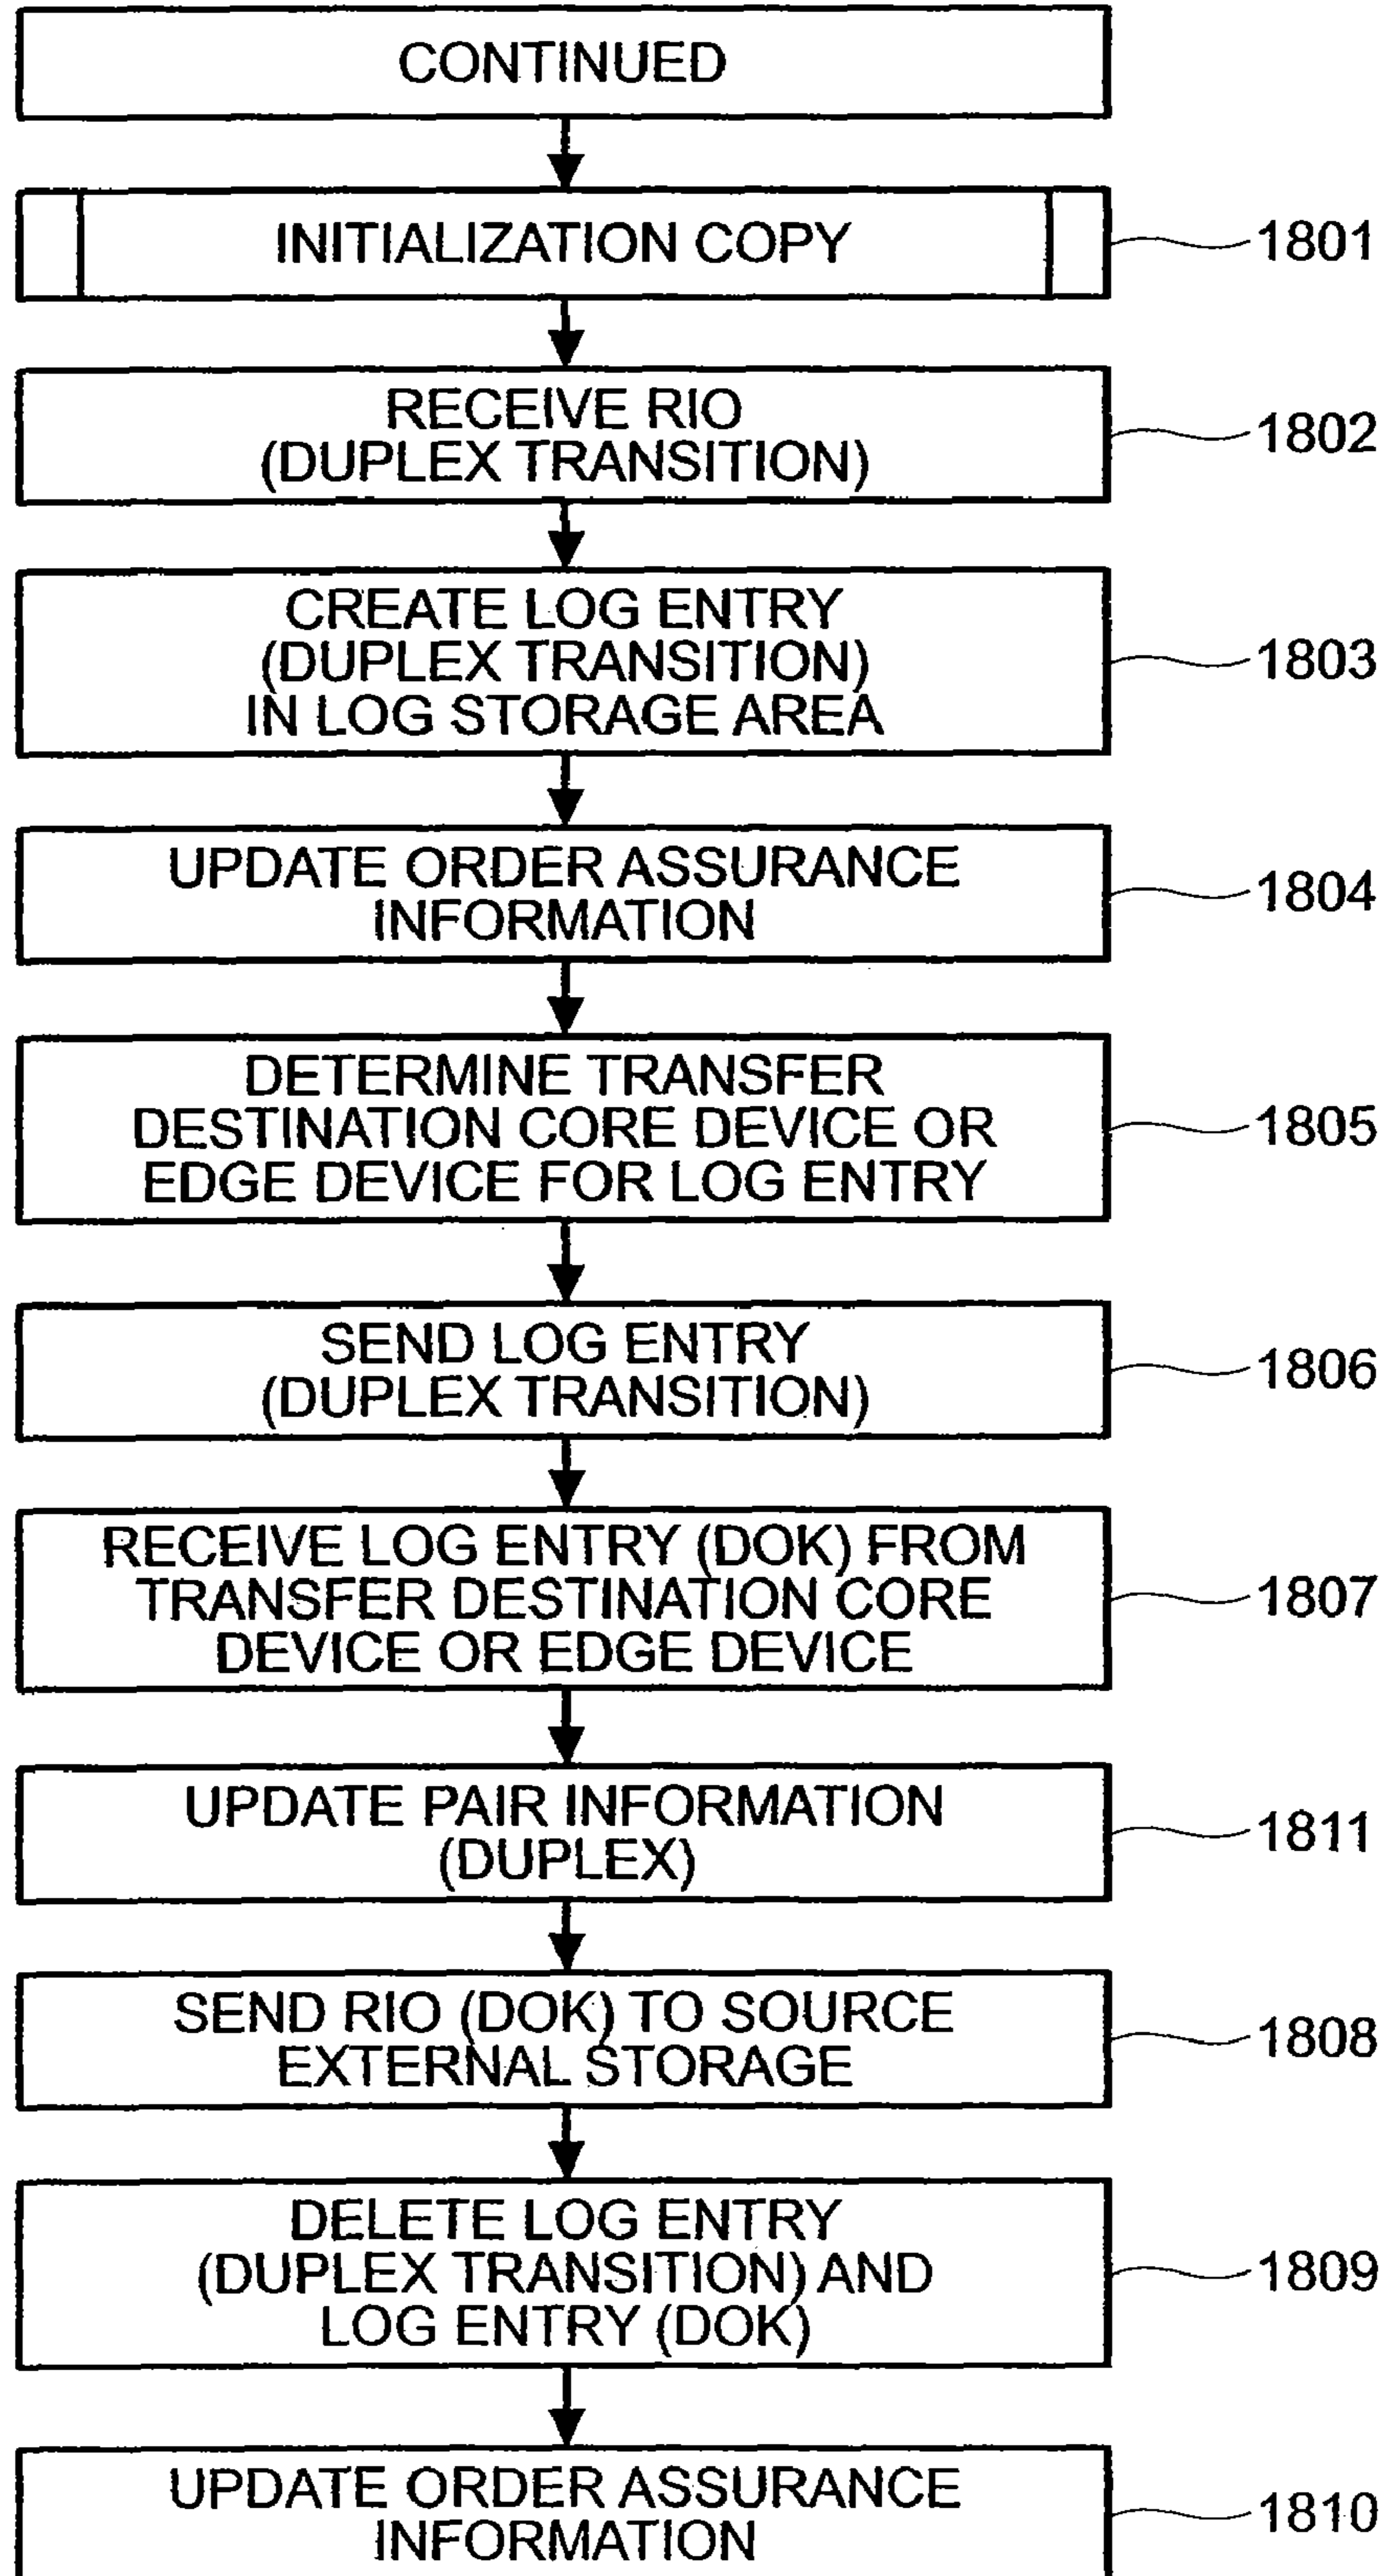 CONTINUED
INITIALIZATION COPY
1801
RECEIVE RIO
(DUPLEX TRANSITION)
1802
CREATE LOG ENTRY
(DUPLEX TRANSITION)
IN LOG STORAGE AREA
1803
UPDATE ORDER ASSURANCE
INFORMATION
1804
DETERMINE TRANSFER
DESTINATION CORE DEVICE OR
EDGE DEVICE FOR LOG ENTRY
1805
SEND LOG ENTRY
(DUPLEX TRANSITION)
1806
RECEIVE LOG ENTRY (DOK) FROM
TRANSFER DESTINATION CORE
DEVICE OR EDGE DEVICE
1807
UPDATE PAIR INFORMATION
(DUPLEX)
1811
SEND RIO (DOK) TO SOURCE
EXTERNAL STORAGE
1808
DELETE LOG ENTRY
(DUPLEX TRANSITION) AND
LOG ENTRY (DOK)
1809
UPDATE ORDER ASSURANCE
INFORMATION
1810